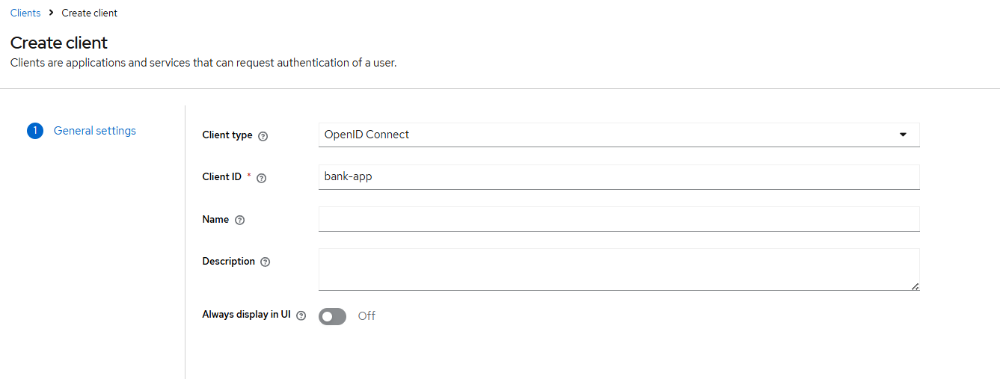 Clients > Create client
Create client
Clients are applications and services that can request authentication of a user.
1 General settings
Client type ? OpenID Connect
Client ID * ? bank-app
Name ?
Description ?
Always display in UI ? Off